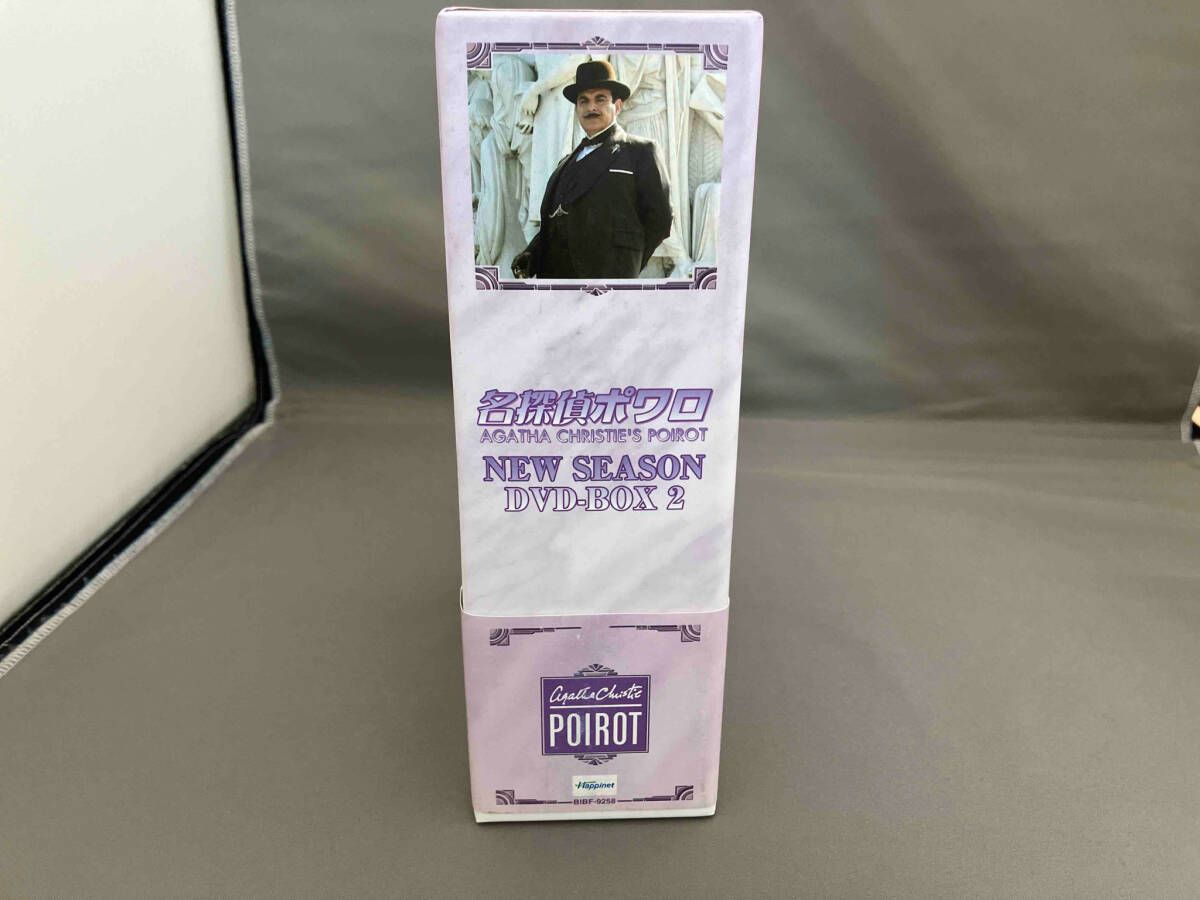 名探偵ポワロ
AGATHA CHRISTIE'S POIROT
NEW SEASON
DVD-BOX 2
Agatha Christie
POIROT
Happinet
BIBF-9258